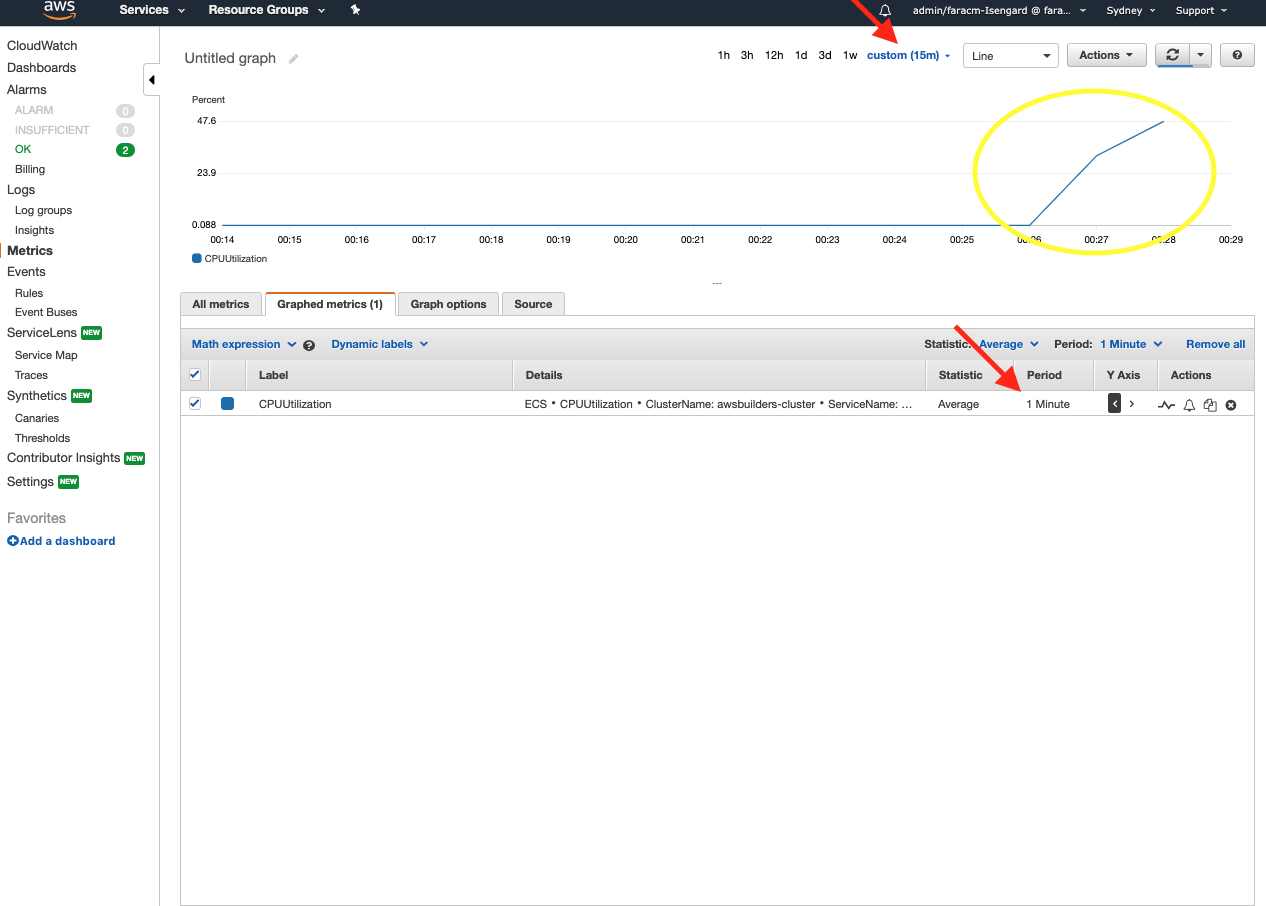 aws
Services
Resource Groups
admin/faracm-Isengard @ fara...
Sydney
Support
CloudWatch
Dashboards
Alarms
ALARM 0
INSUFFICIENT 0
OK 2
Billing
Logs
Log groups
Insights
Metrics
Events
Rules
Event Buses
ServiceLens NEW
Service Map
Traces
Synthetics NEW
Canaries
Thresholds
Contributor Insights NEW
Settings NEW
Favorites
Add a dashboard
Untitled graph
1h 3h 12h 1d 3d 1w custom (15m)
Line
Actions
?
Percent
47.6
23.9
0.088
00:14 00:15 00:16 00:17 00:18 00:19 00:20 00:21 00:22 00:23 00:24 00:25 00:26 00:27 00:28 00:29
CPUUtilization
All metrics
Graphed metrics (1)
Graph options
Source
Math expression ? Dynamic labels Statistic: Average Period: 1 Minute Remove all
Label Details Statistic Period Y Axis Actions
CPUUtilization ECS • CPUUtilization • ClusterName: awsbuilders-cluster • ServiceName: ... Average 1 Minute < >